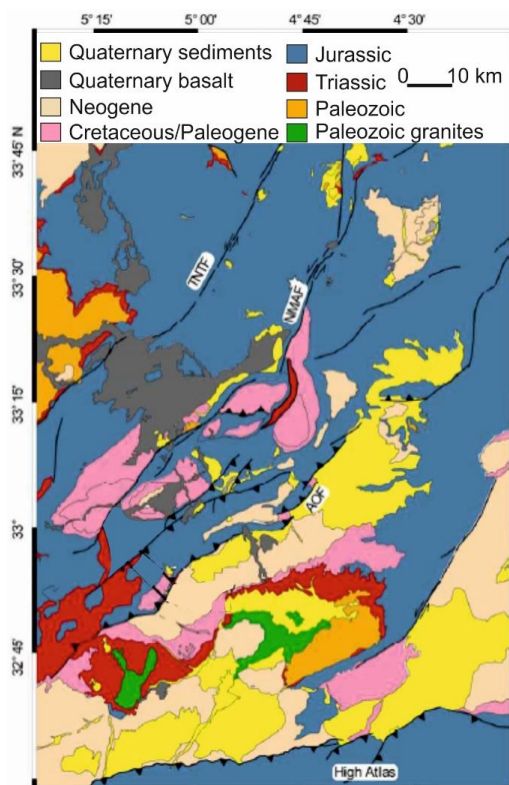 5°15' 5°00' 4°45' 4°30'
Quaternary sediments
Quaternary basalt
Neogene
Cretaceous/Paleogene
Jurassic
Triassic
Paleozoic
Paleozoic granites
0 10 km
33°45' N
33°30'
33°15'
33°
32°45'
TNTF
NMAF
AOF
High Atlas